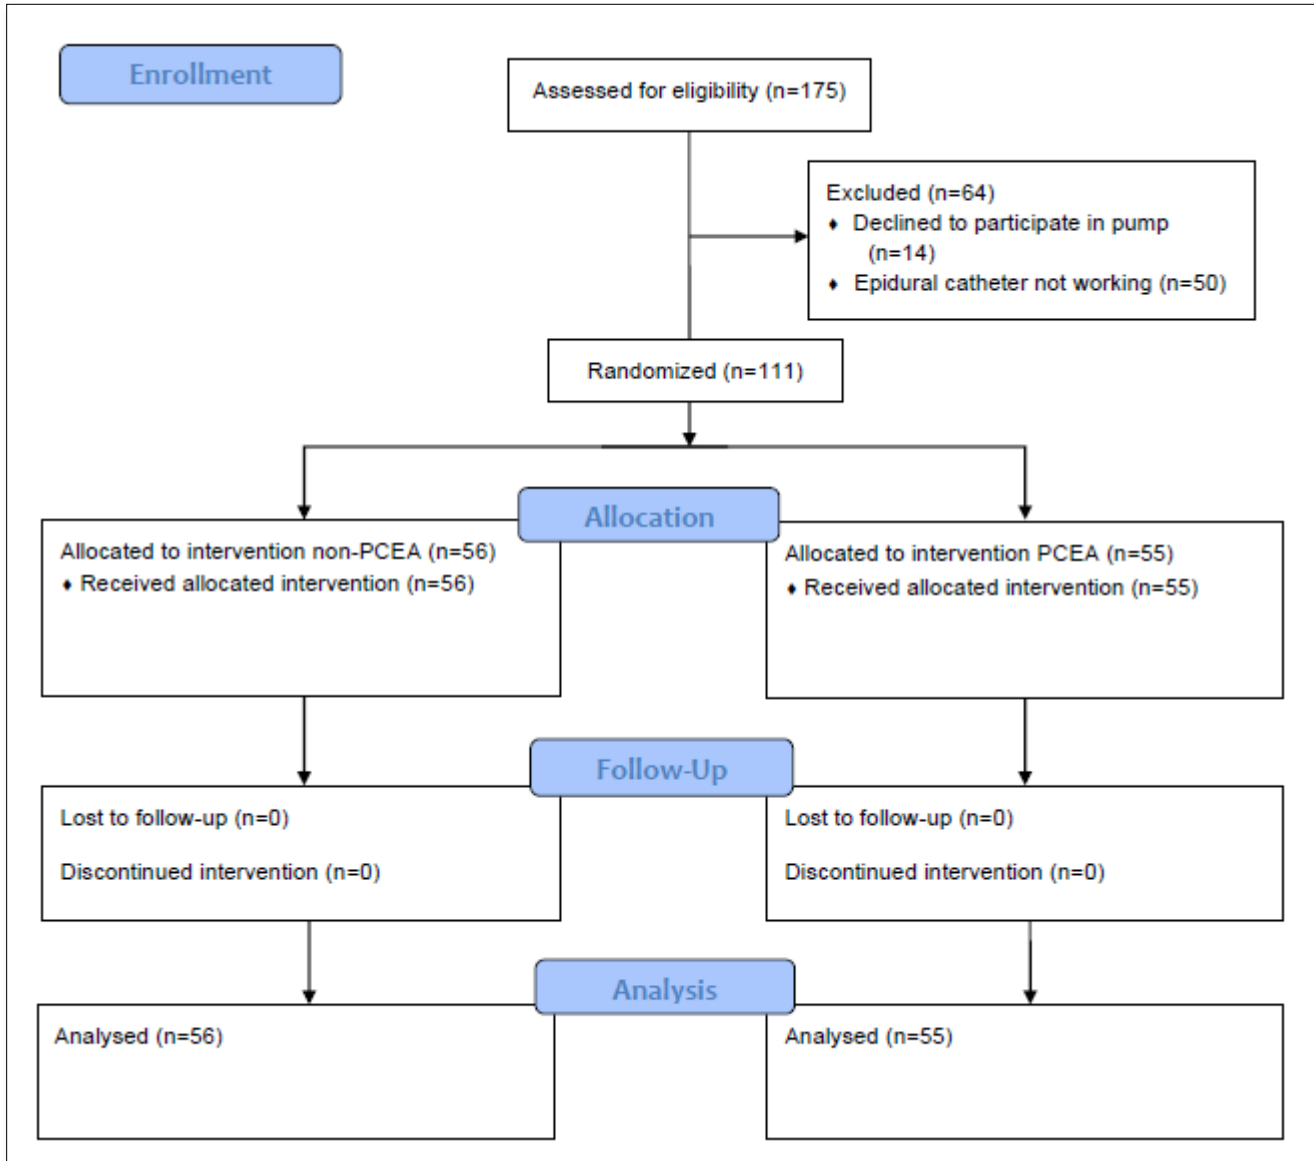 Enrollment
Assessed for eligibility (n=175)
Excluded (n=64)
♦ Declined to participate in pump
(n=14)
♦ Epidural catheter not working (n=50)
Randomized (n=111)
Allocation
Allocated to intervention non-PCEA (n=56)
♦ Received allocated intervention (n=56)
Allocated to intervention PCEA (n=55)
♦ Received allocated intervention (n=55)
Follow-Up
Lost to follow-up (n=0)
Discontinued intervention (n=0)
Lost to follow-up (n=0)
Discontinued intervention (n=0)
Analysis
Analysed (n=56)
Analysed (n=55)